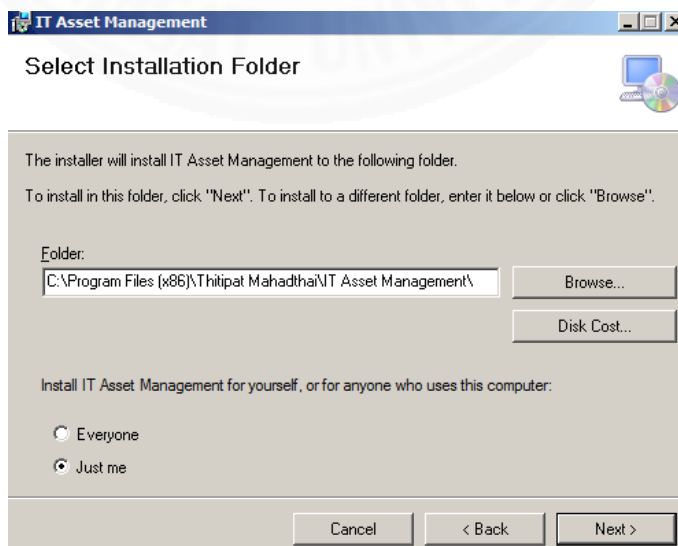 IT Asset Management
Select Installation Folder
The installer will install IT Asset Management to the following folder.
To install in this folder, click "Next". To install to a different folder, enter it below or click "Browse".
Folder:
C:\Program Files (x86)\Thitipat Mahadthai\IT Asset Management\
Browse...
Disk Cost...
Install IT Asset Management for yourself, or for anyone who uses this computer:
Everyone
Just me
Cancel
< Back
Next >